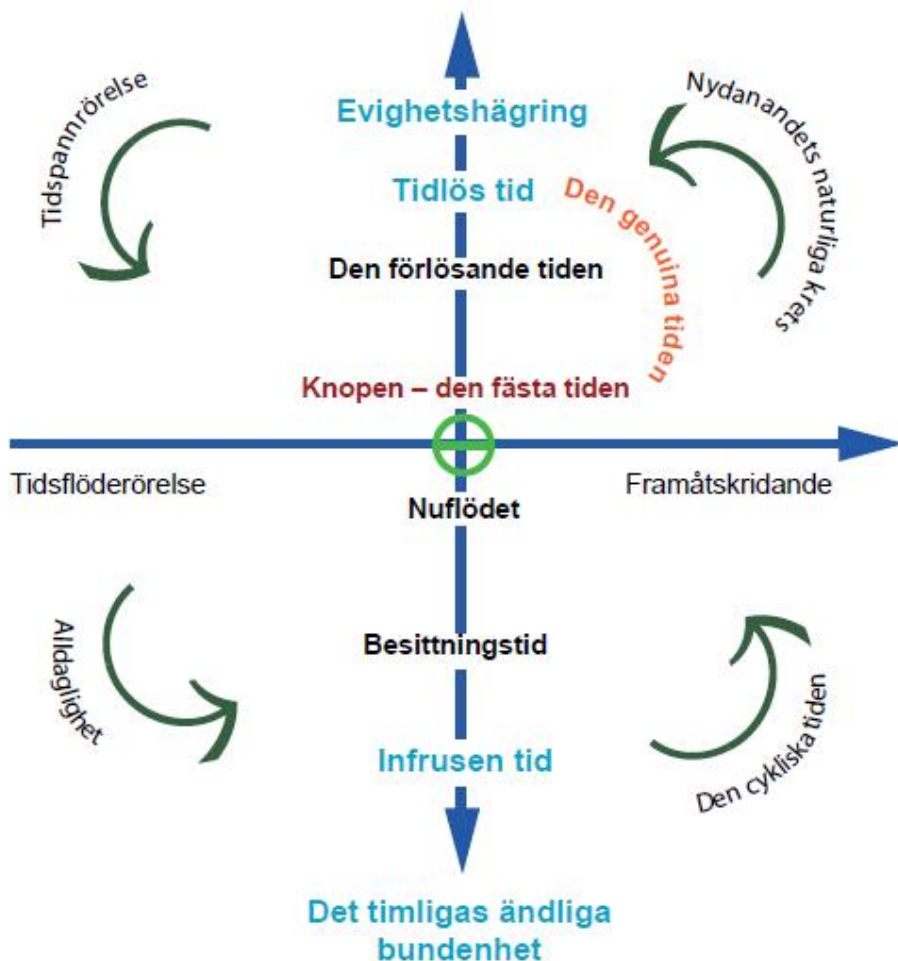 Evighetshägring
Tidspannrörelse
Nydanandets naturliga krets
Tidlös tid
Den genuina tiden
Den förlösande tiden
Knopen – den fästa tiden
Tidsflöderörelse
Framåtskridande
Nuflödet
Alldaglighet
Besittningstid
Den cykliska tiden
Infrusen tid
Det timligas ändliga
bundenhet